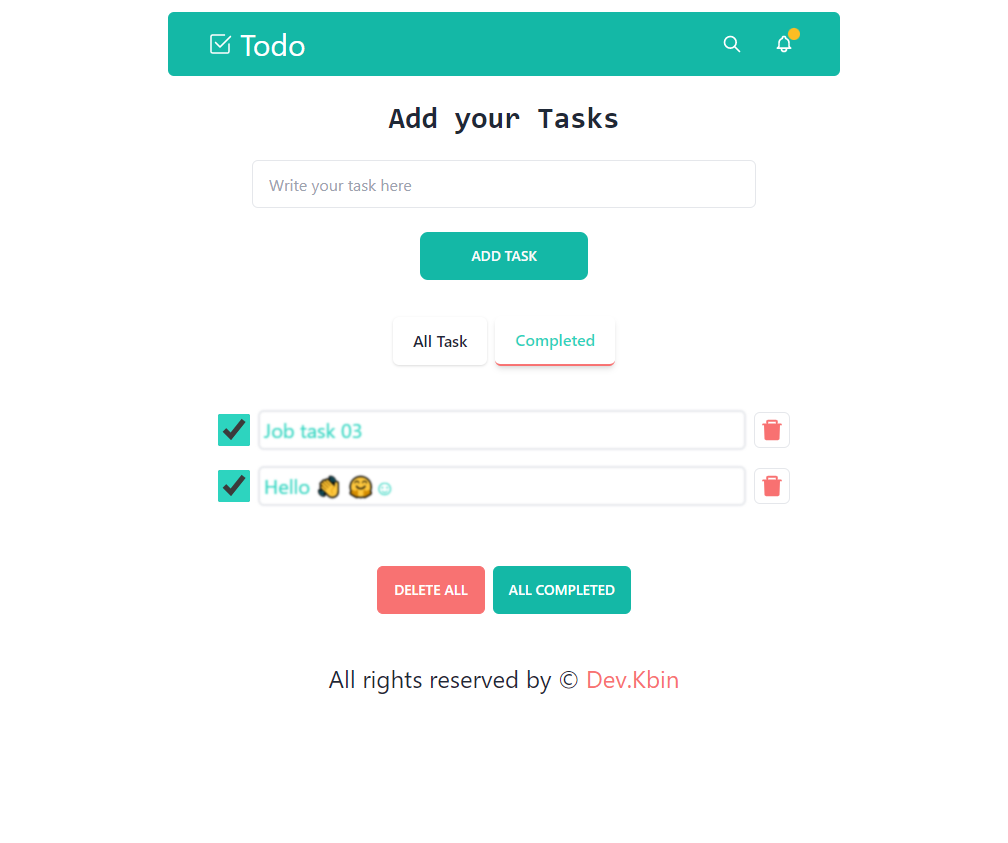 Todo
Add your Tasks
Write your task here
ADD TASK
All Task Completed
Job task 03
Hello 👏 🤗☺
DELETE ALL ALL COMPLETED
All rights reserved by © Dev.Kbin